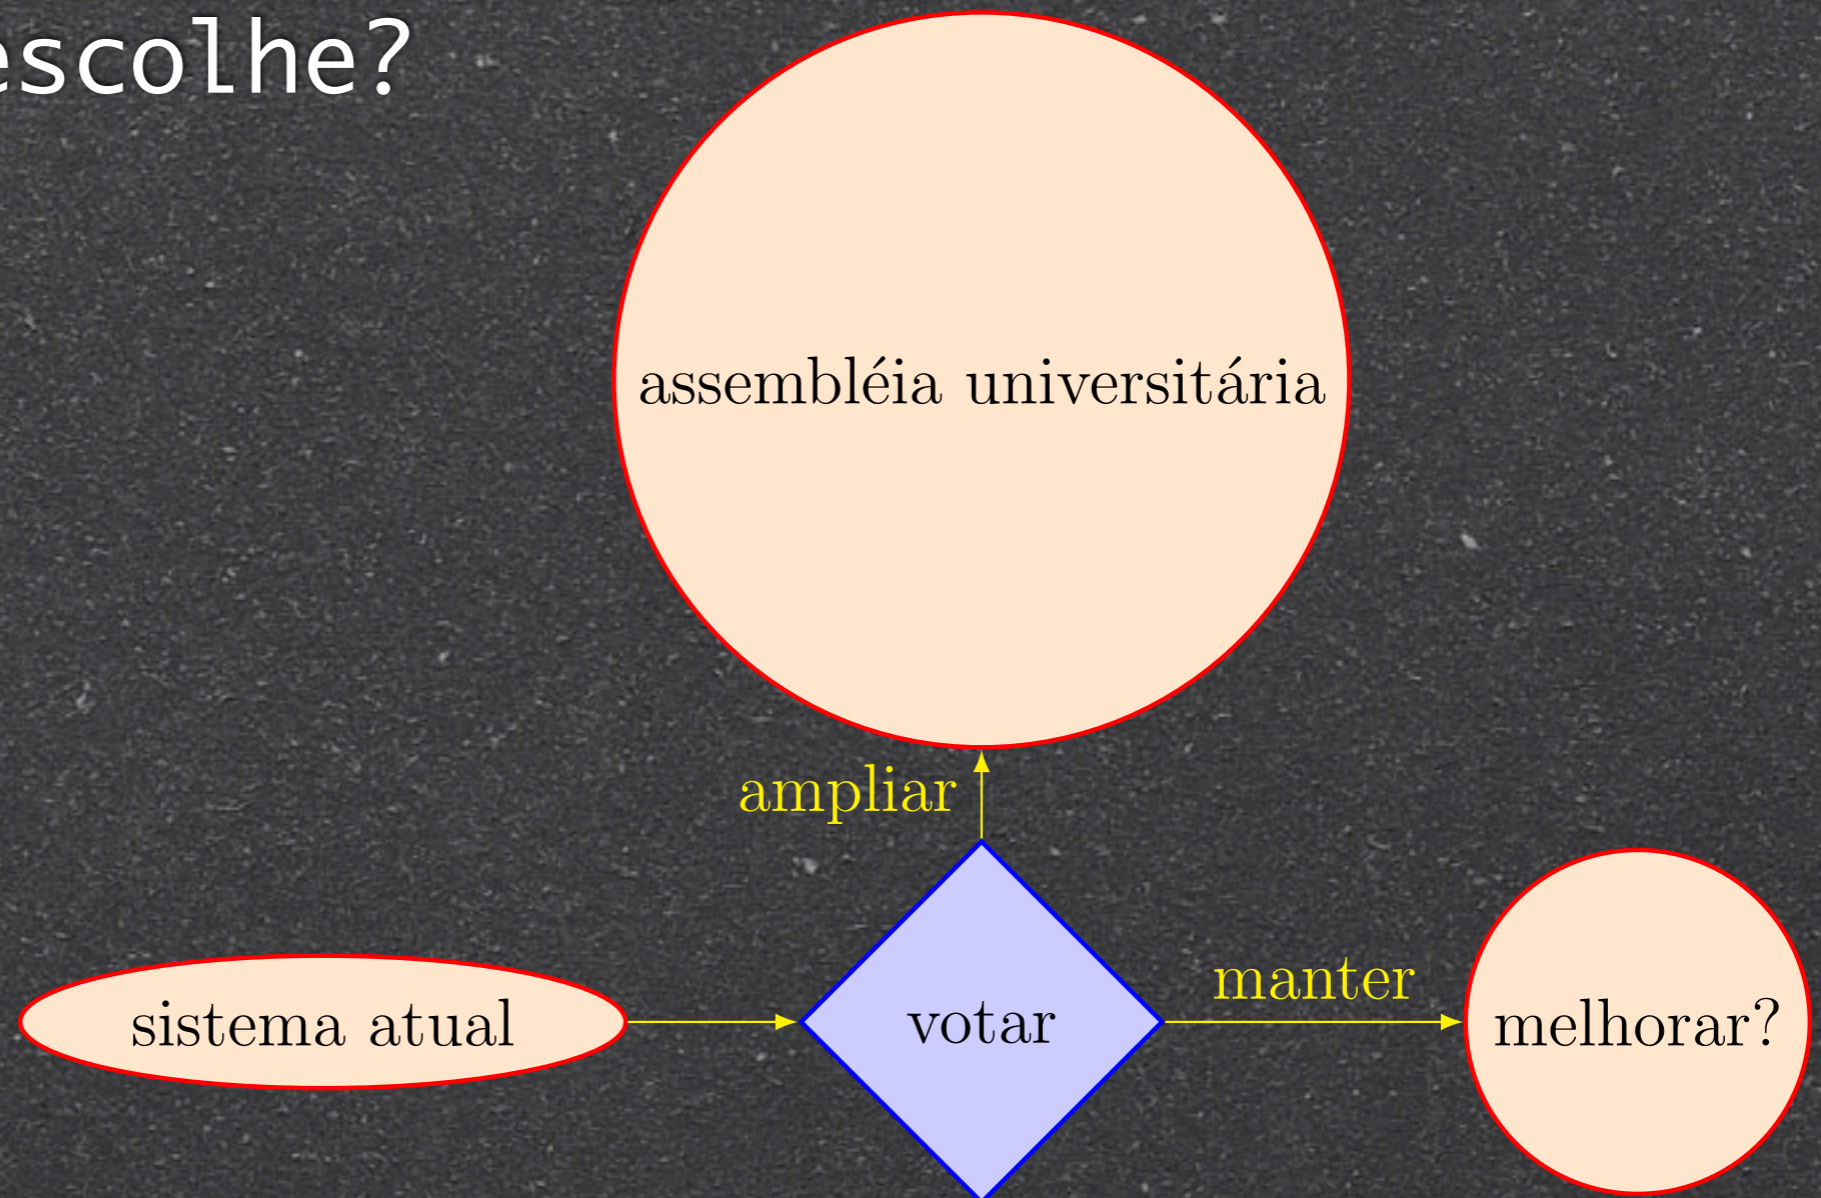 escolhe?
assembléia universitária
ampliar
manter
sistema atual
votar
melhorar?